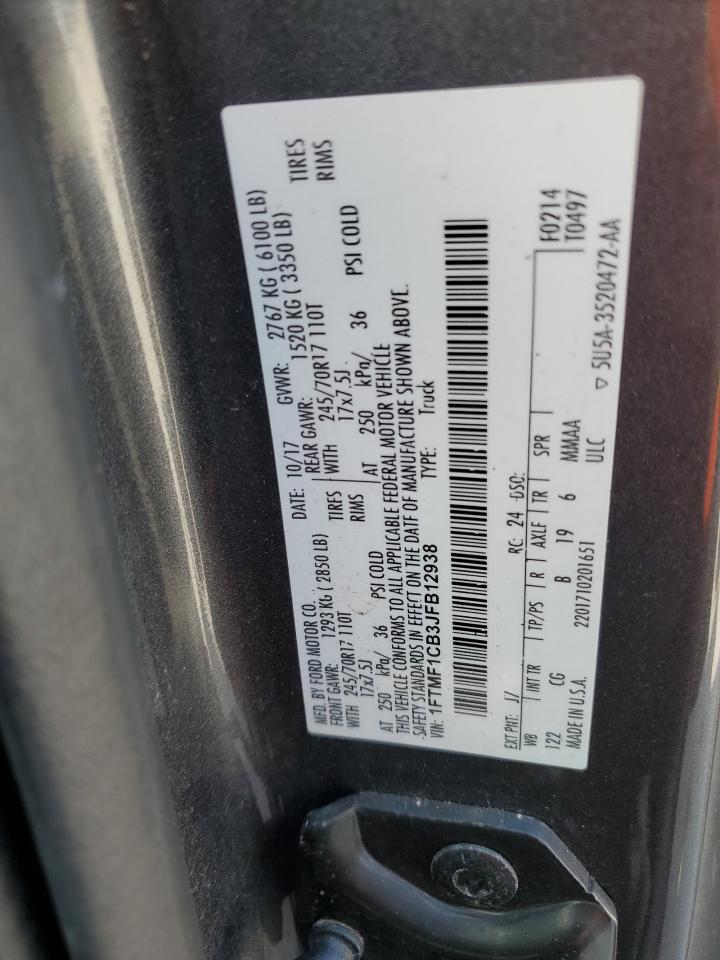 MFD. BY FORD MOTOR CO.
DATE: 10/17 GVWR: 2767 KG ( 6100 LB)
FRONT GAWR: 1293 KG ( 2850 LB)
REAR GAWR: 1520 KG ( 3350 LB)
WITH 245/70R17 110T TIRES
WITH 245/70R17 110T TIRES
17x7.5J RIMS
17x7.5J RIMS
AT 250 kPa/ 36 PSI COLD
AT 250 kPa/ 36 PSI COLD
THIS VEHICLE CONFORMS TO ALL APPLICABLE FEDERAL MOTOR VEHICLE
SAFETY STANDARDS IN EFFECT ON THE DATE OF MANUFACTURE SHOWN ABOVE.
VIN: 1FTMF1CB3JFB12938 TYPE: Truck
F0214
T0497
EXT PNT: J7 RC: 24 DSO:
WB INT TR TP/PS R AXLE TR SPR
122 CG B 19 6 MMAA
MADE IN U.S.A. 2201710201651 ULC
▽ 5U5A-3520472-AA